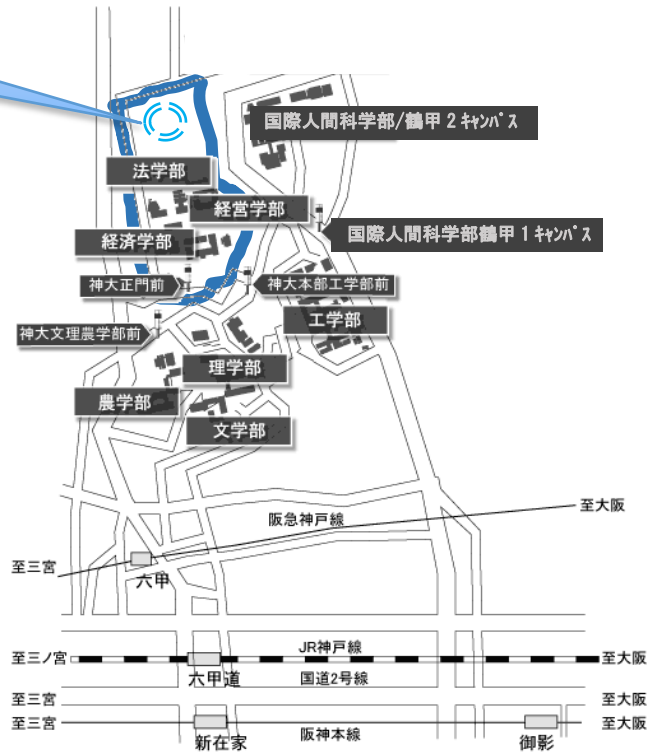 国際人間科学部/鶴甲２キャンパス
法学部
経営学部
国際人間科学部鶴甲１キャンパス
経済学部
神大正門前
神大本部工学部前
工学部
神大文理農学部前
理学部
農学部
文学部
至大阪
阪急神戸線
至三宮
六甲
JR神戸線
至三ノ宮
至大阪
六甲道
国道2号線
至三宮
至大阪
至三宮
至大阪
新在家
阪神本線
御影